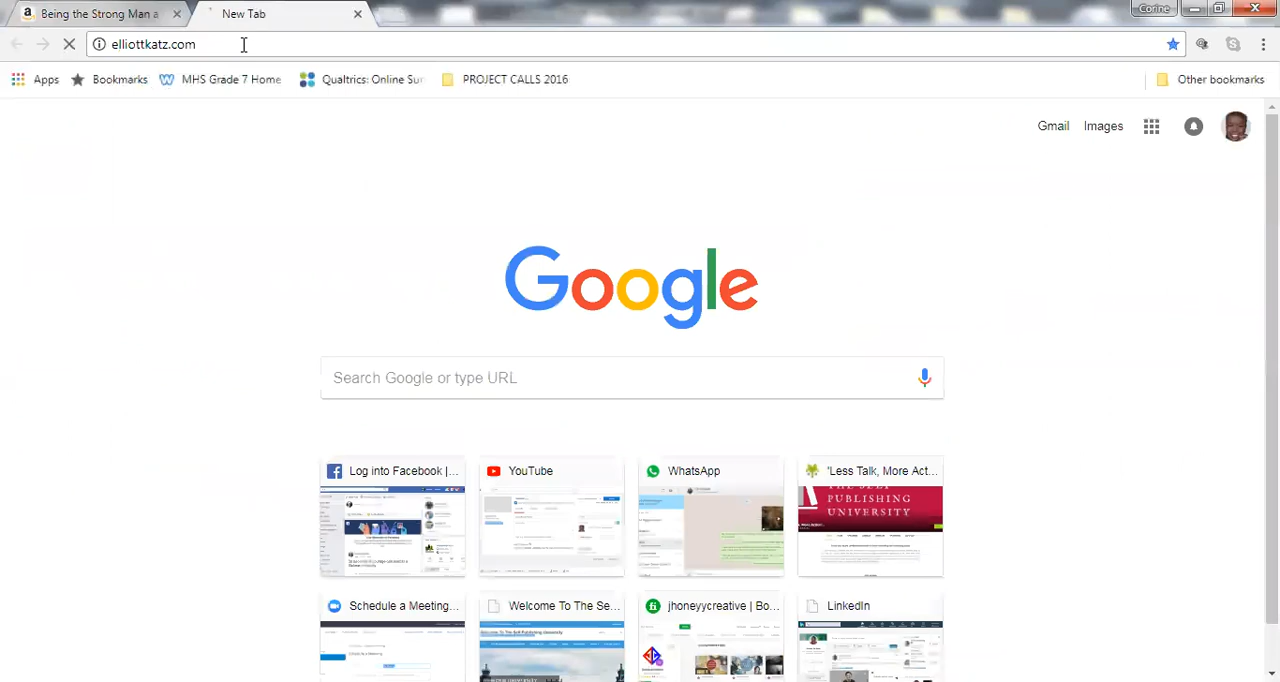 Being the Strong Man a
New Tab
Corine
elliottkatz.com
Apps
Bookmarks
MHS Grade 7 Home
Qualtrics: Online Sur
PROJECT CALLS 2016
Other bookmarks
Gmail
Images
Google
Search Google or type URL
Log into Facebook |...
YouTube
WhatsApp
'Less Talk, More Act...
THE SELF
PUBLISHING
UNIVERSITY
Schedule a Meeting...
Welcome To The Se...
jhoneyycreative | Bo...
LinkedIn